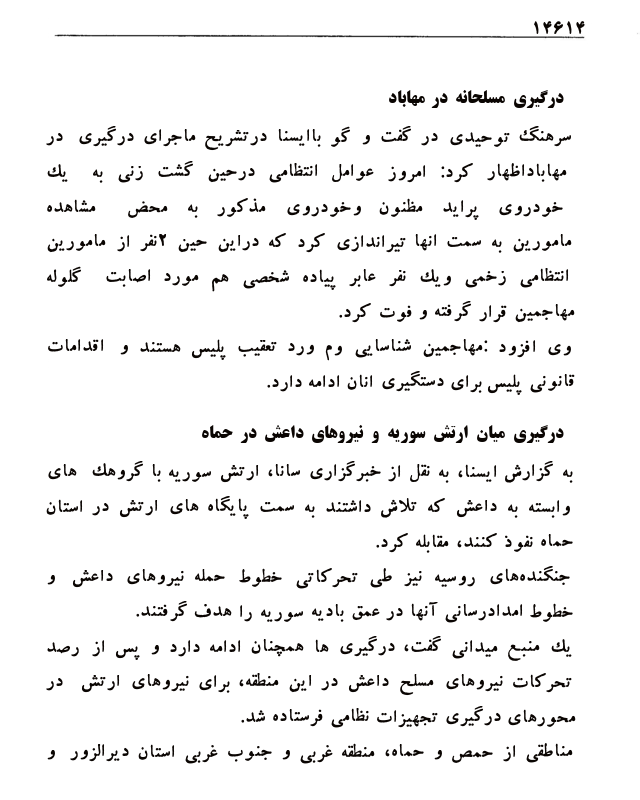 ۱۴۶۱۴
درگیری مسلحانه در مهاباد
سرهنگ توحیدی در گفت و گو باایسنا درتشریح ماجرای درگیری در
مهاباداظهار کرد: امروز عوامل انتظامی درحین گشت زنی به یك
خودروی پراید مظنون وخودروی مذکور به محض مشاهده
مامورین به سمت انها تیراندازی کرد که دراین حین ۲نفر از مامورین
انتظامی زخمی ویك نفر عابر پیاده شخصی هم مورد اصابت گلوله
مهاجمین قرار گرفته و فوت کرد.
وی افزود :مهاجمین شناسایی وم ورد تعقیب پلیس هستند و اقدامات
قانونی پلیس برای دستگیری انان ادامه دارد.
درگیری میان ارتش سوریه و نیروهای داعش در حماه
به گزارش ایسنا، به نقل از خبرگزاری سانا، ارتش سوریه با گروهك های
وابسته به داعش که تلاش داشتند به سمت پایگاه های ارتش در استان
حماه نفوذ کنند، مقابله کرد.
جنگنده‌های روسیه نیز طی تحرکاتی خطوط حمله نیروهای داعش و
خطوط امدادرسانی آنها در عمق بادیه سوریه را هدف گرفتند.
یك منبع میدانی گفت، درگیری ها همچنان ادامه دارد و پس از رصد
تحرکات نیروهای مسلح داعش در این منطقه، برای نیروهای ارتش در
محورهای درگیری تجهیزات نظامی فرستاده شد.
مناطقی از حمص و حماه، منطقه غربی و جنوب غربی استان دیرالزور و